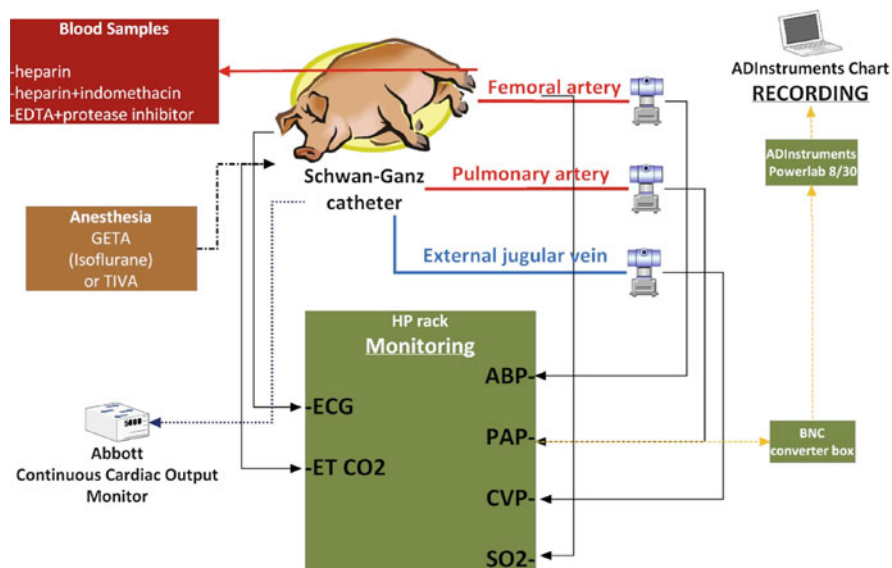 Blood Samples
-heparin
-heparin+indomethacin
-EDTA+protease inhibitor
Anesthesia
GETA
(Isoflurane)
or TIVA
Schwan-Ganz
catheter
Femoral artery
Pulmonary artery
External jugular vein
ADInstruments Chart
RECORDING
ADInstruments
Powerlab 8/30
HP rack
Monitoring
-ECG
-ET CO2
ABP-
PAP-
CVP-
SO2-
BNC
converter box
5000
Abbott
Continuous Cardiac Output
Monitor